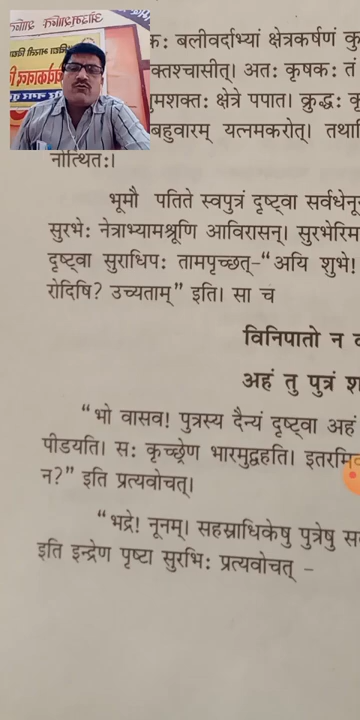 कः बलीवर्दाभ्यां क्षेत्रकर्षणं
क्तश्चासीत्। अतः कृषकः तं
मशक्तः क्षेत्रे पपात। क्रुद्धः
बहुवारम् यत्नमकरोत्। तथापि
नोत्थितः।
भूमौ पतिते स्वपुत्रं दृष्ट्वा सर्वधेनू
सुरभेः नेत्राभ्यामश्रूणि आविरासन्। सुरभेरिम
दृष्ट्वा सुराधिपः तामपृच्छत्-“अयि शुभे!
रोदिषि? उच्यताम्” इति। सा च
विनिपातो न
अहं तु पुत्रं
“भो वासव! पुत्रस्य दैन्यं दृष्ट्वा अहं
पीडयति। सः कृच्छ्रेण भारमुद्वहति। इतरमि
न?” इति प्रत्यवोचत्।
“भद्रे! नूनम्। सहस्राधिकेषु पुत्रेषु
इति इन्द्रेण पृष्टा सुरभिः प्रत्यवोचत् –